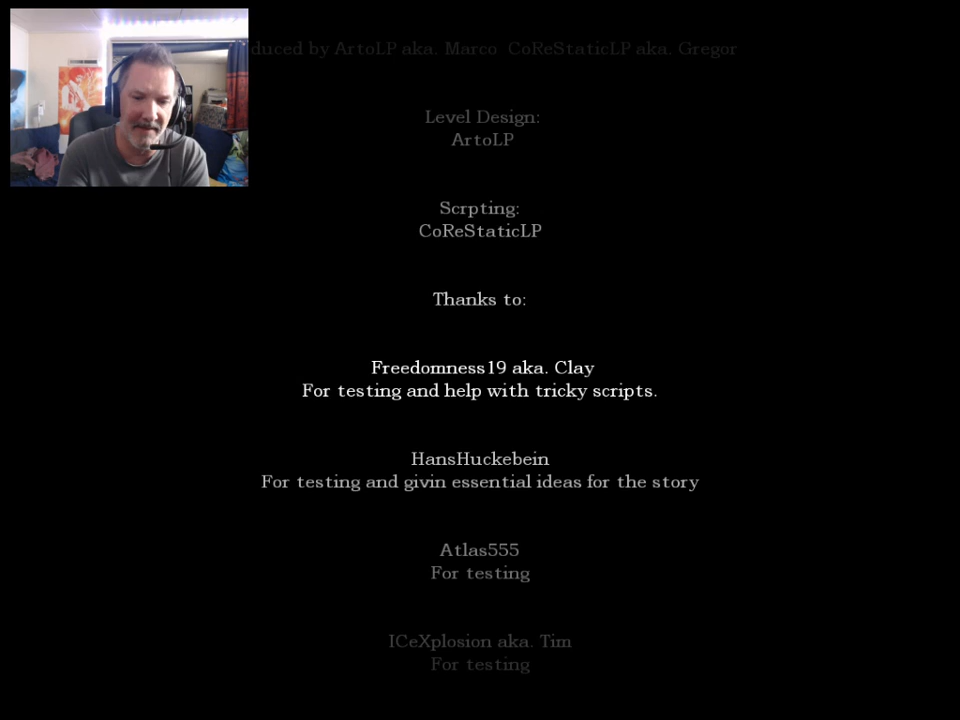 duced by ArtoLP aka. Marco  CoReStaticLP aka. Gregor
Level Design:
ArtoLP
Scrpting:
CoReStaticLP
Thanks to:
Freedomness19 aka. Clay
For testing and help with tricky scripts.
HansHuckebein
For testing and givin essential ideas for the story
Atlas555
For testing
ICeXplosion aka. Tim
For testing